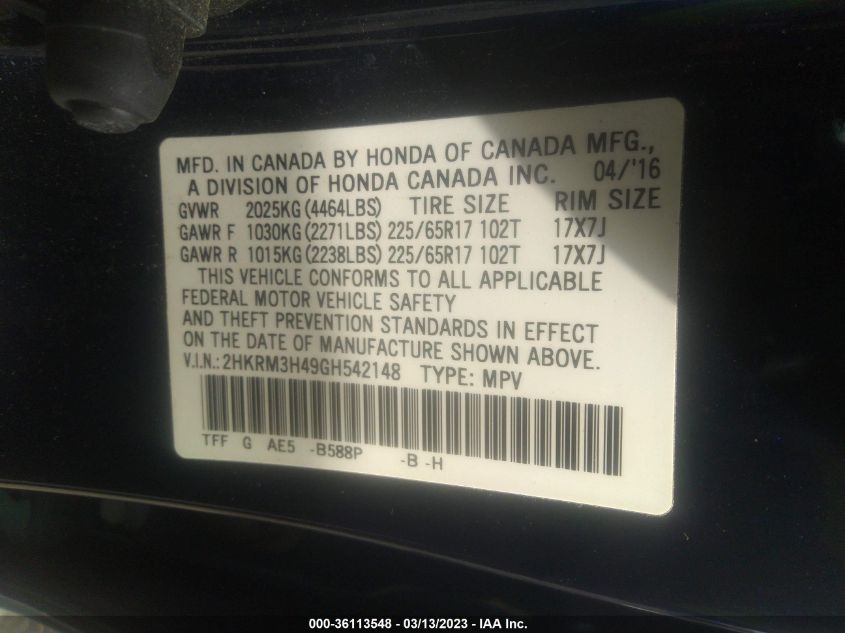 MFD. IN CANADA BY HONDA OF CANADA MFG.,
A DIVISION OF HONDA CANADA INC. 04/'16
GVWR 2025KG (4464LBS) TIRE SIZE RIM SIZE
GAWR F 1030KG (2271LBS) 225/65R17 102T 17X7J
GAWR R 1015KG (2238LBS) 225/65R17 102T 17X7J
THIS VEHICLE CONFORMS TO ALL APPLICABLE
FEDERAL MOTOR VEHICLE SAFETY
AND THEFT PREVENTION STANDARDS IN EFFECT
ON THE DATE OF MANUFACTURE SHOWN ABOVE.
V.I.N.: 2HKRM3H49GH542148 TYPE: MPV
TFF G AE5 -B588P -B -H
000-36113548 - 03/13/2023 - IAA Inc.